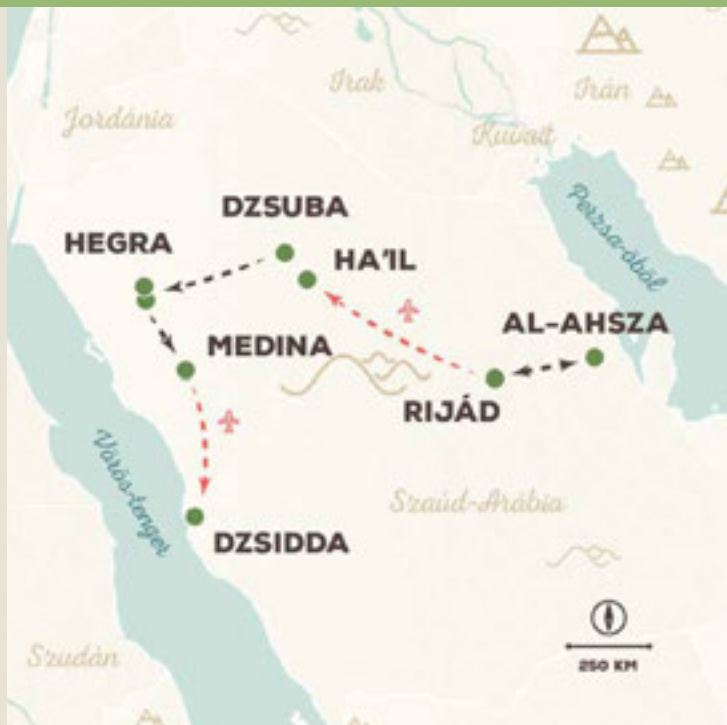 Irak
Irán
Jordánia
Kuvait
DZSUBA
Perzsa-öböl
HEGRA
HA'IL
AL-AHSZA
MEDINA
RIJÁD
Vörös-tenger
Szaúd-Arábia
DZSIDDA
Szudán
250 KM